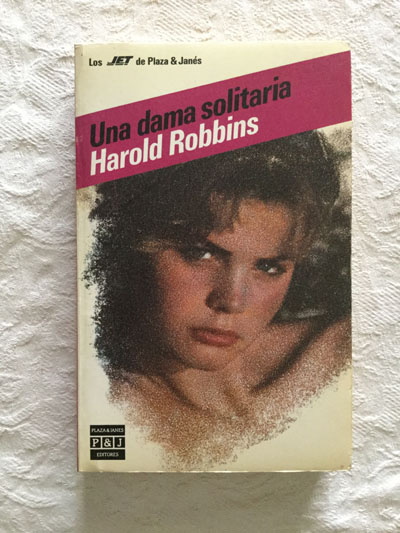 Los JET de Plaza & Janés
Una dama solitaria
Harold Robbins
PLAZA & JANES
P & J
EDITORES